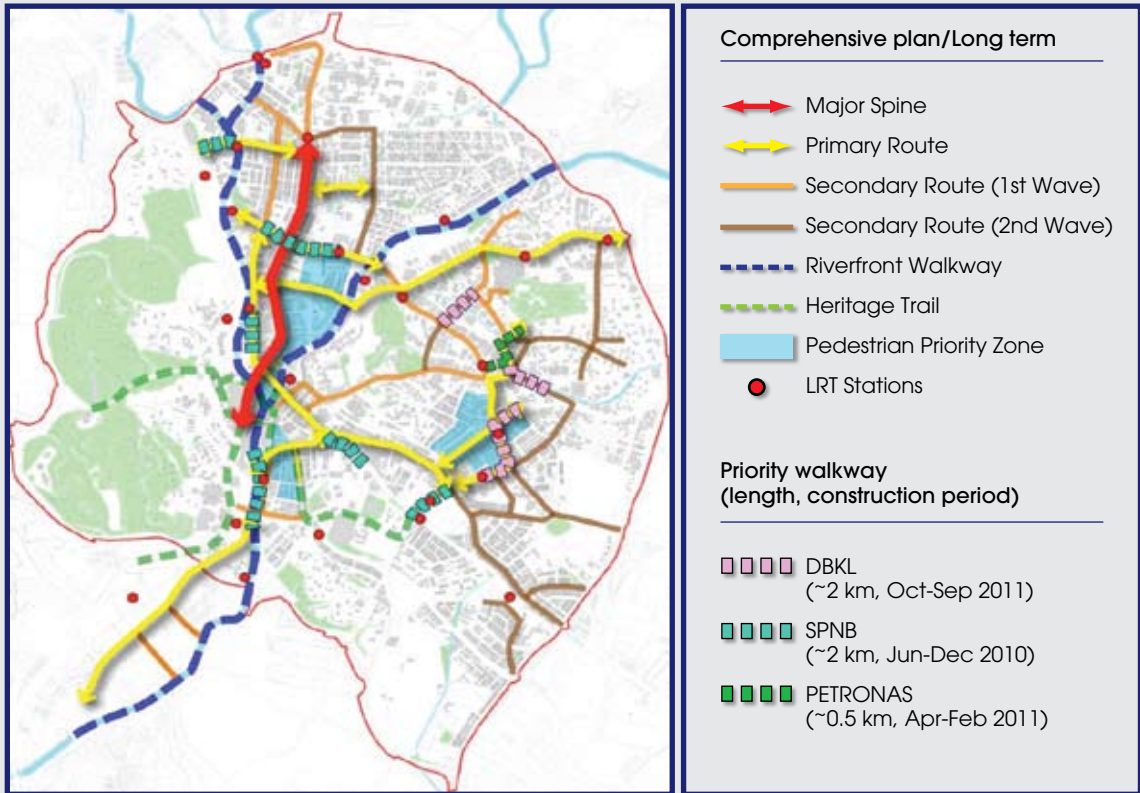 Comprehensive plan/Long term
Major Spine
Primary Route
Secondary Route (1st Wave)
Secondary Route (2nd Wave)
Riverfront Walkway
Heritage Trail
Pedestrian Priority Zone
LRT Stations
Priority walkway
(length, construction period)
DBKL
(~2 km, Oct-Sep 2011)
SPNB
(~2 km, Jun-Dec 2010)
PETRONAS
(~0.5 km, Apr-Feb 2011)